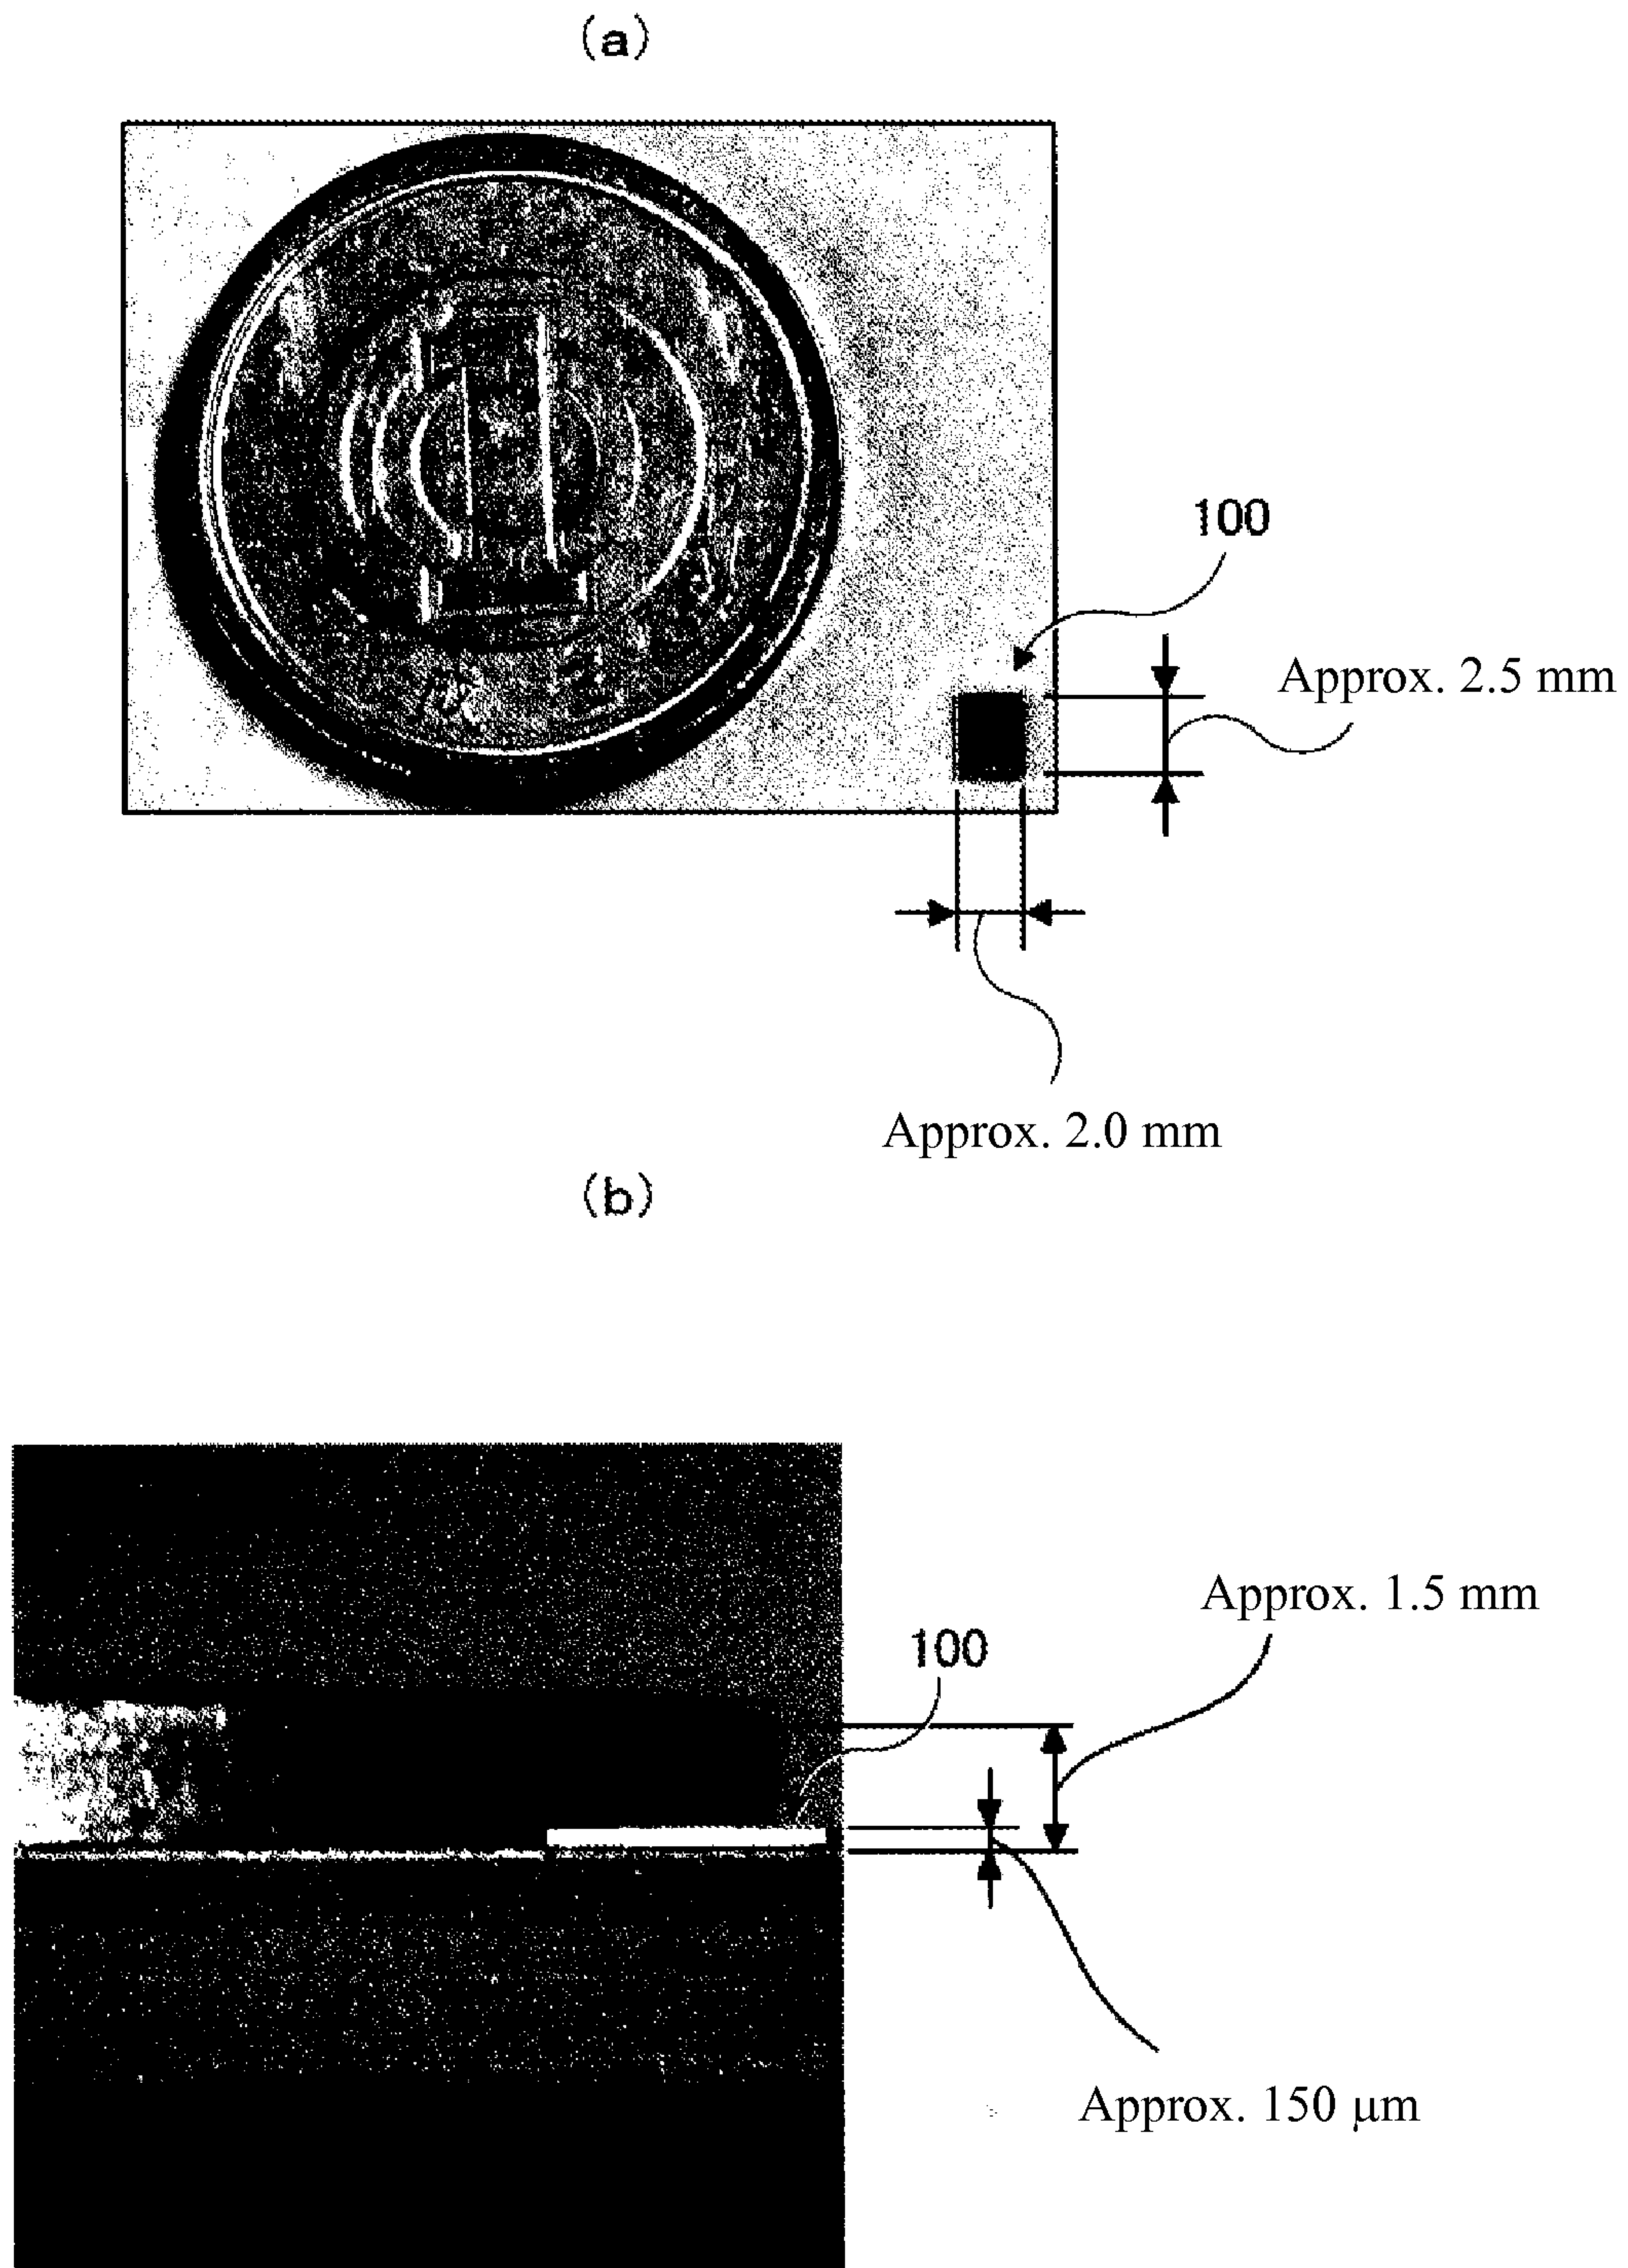 (a)
100
Approx. 2.5 mm
Approx. 2.0 mm
(b)
Approx. 1.5 mm
100
Approx. 150 μm